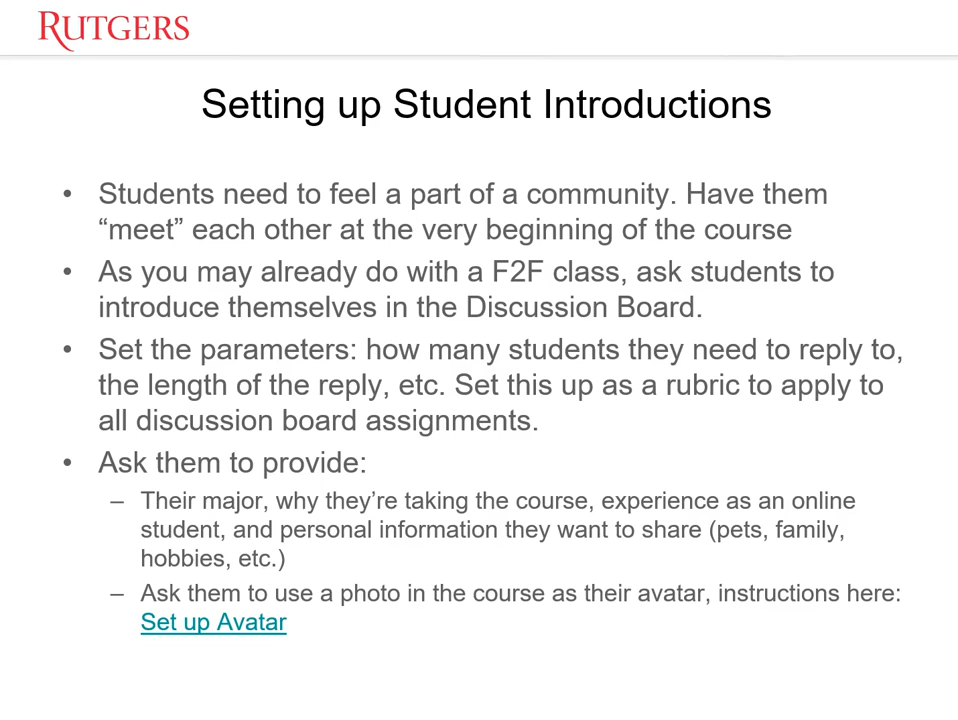 RUTGERS
Setting up Student Introductions
• Students need to feel a part of a community. Have them
“meet” each other at the very beginning of the course
• As you may already do with a F2F class, ask students to
introduce themselves in the Discussion Board.
• Set the parameters: how many students they need to reply to,
the length of the reply, etc. Set this up as a rubric to apply to
all discussion board assignments.
• Ask them to provide:
– Their major, why they’re taking the course, experience as an online
student, and personal information they want to share (pets, family,
hobbies, etc.)
– Ask them to use a photo in the course as their avatar, instructions here:
Set up Avatar